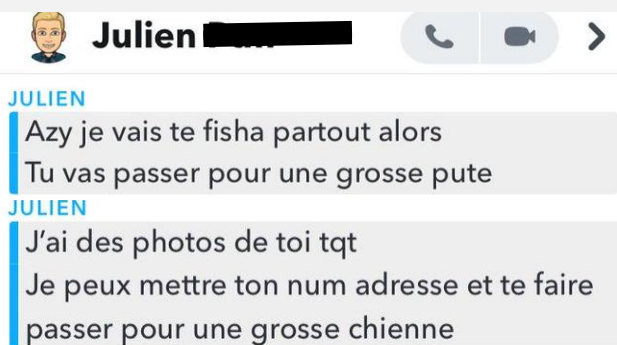 Julien
JULIEN
Azy je vais te fisha partout alors
Tu vas passer pour une grosse pute
JULIEN
J'ai des photos de toi tqt
Je peux mettre ton num adresse et te faire
passer pour une grosse chienne